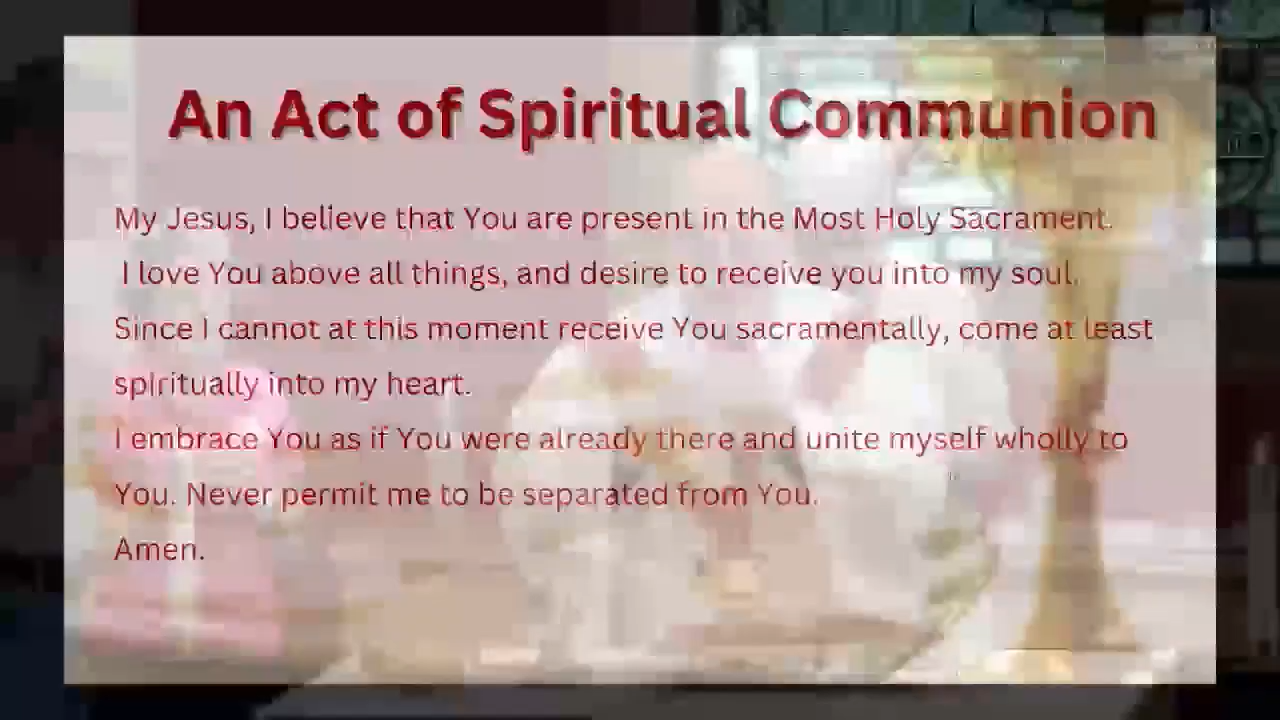 An Act of Spiritual Communion
My Jesus, I believe that You are present in the Most Holy Sacrament.
I love You above all things, and desire to receive you into my soul.
Since I cannot at this moment receive You sacramentally, come at least
spiritually into my heart.
I embrace You as if You were already there and unite myself wholly to
You. Never permit me to be separated from You.
Amen.